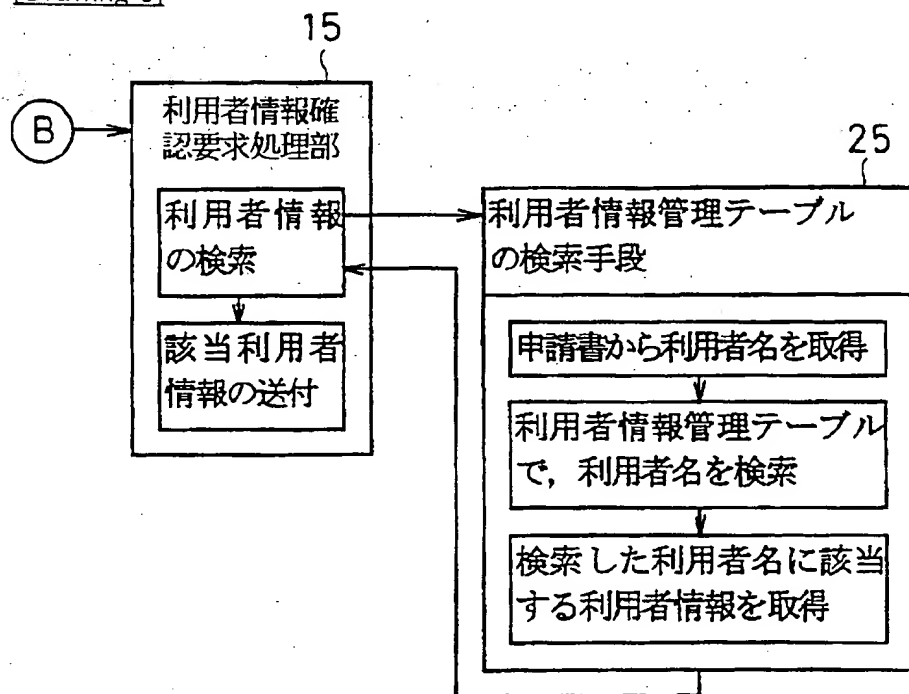 15
B
利用者情報確
認要求処理部
利用者情報
の検索
該当利用者
情報の送付
25
利用者情報管理テーブル
の検索手段
申請書から利用者名を取得
利用者情報管理テーブル
で，利用者名を検索
検索した利用者名に該当
する利用者情報を取得